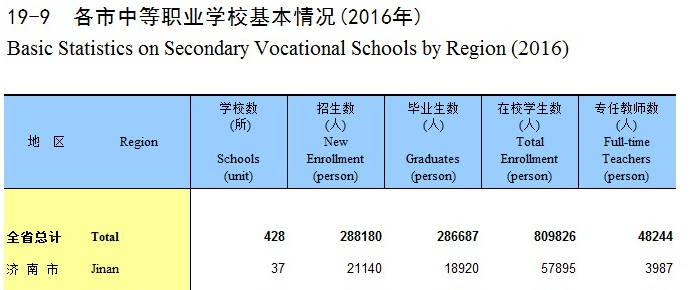 19-9 各市中等职业学校基本情况(2016年)
Basic Statistics on Secondary Vocational Schools by Region (2016)
地 区 Region 学校数 (所) Schools (unit) 招生数 (人) New Enrollment (person) 毕业生数 (人) Graduates (person) 在校学生数 (人) Total Enrollment (person) 专任教师数 (人) Full-time Teachers (person)
全省总计 Total 428 288180 286687 809826 48244
济南市 Jinan 37 21140 18920 57895 3987